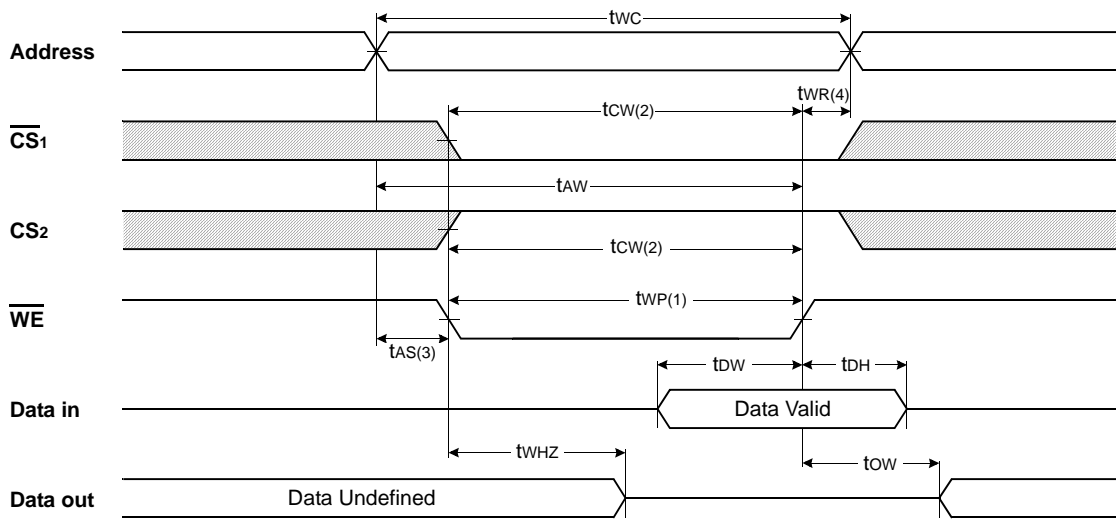 tWC
Address
tCW(2)
tWR(4)
CS1
tAW
CS2
tCW(2)
tWP(1)
WE
tAS(3)
tDW
tDH
Data in
Data Valid
tWHZ
tOW
Data out
Data Undefined